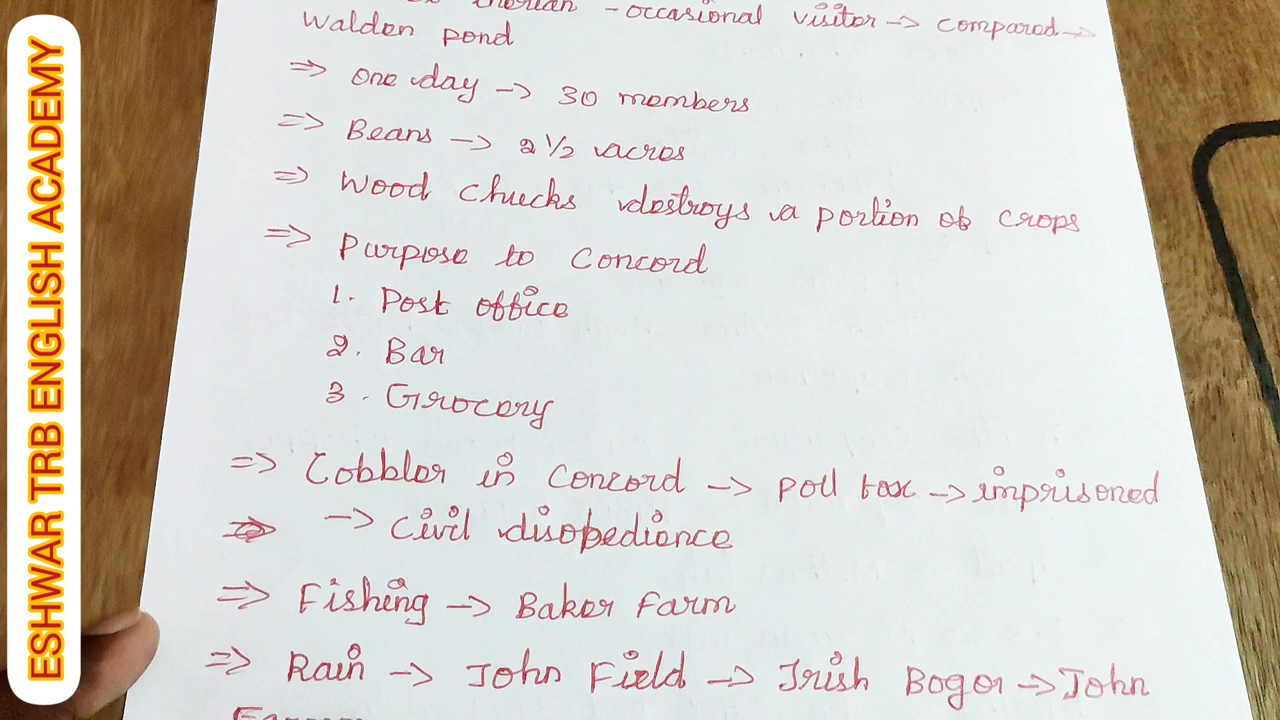 ESHWAR TRB ENGLISH ACADEMY
- occasional visitor -> compared ->
Walden pond
=> One day -> 30 members
=> Beans -> 2 1/2 acres
=> Wood chucks destroys a portion of crops
=> Purpose to Concord
1. Post office
2. Bar
3. Grocery
=> Cobbler in Concord -> poll tax -> imprisoned
-> Civil disobedience
=> Fishing -> Baker Farm
=> Rain -> John Field -> Irish Boger -> John